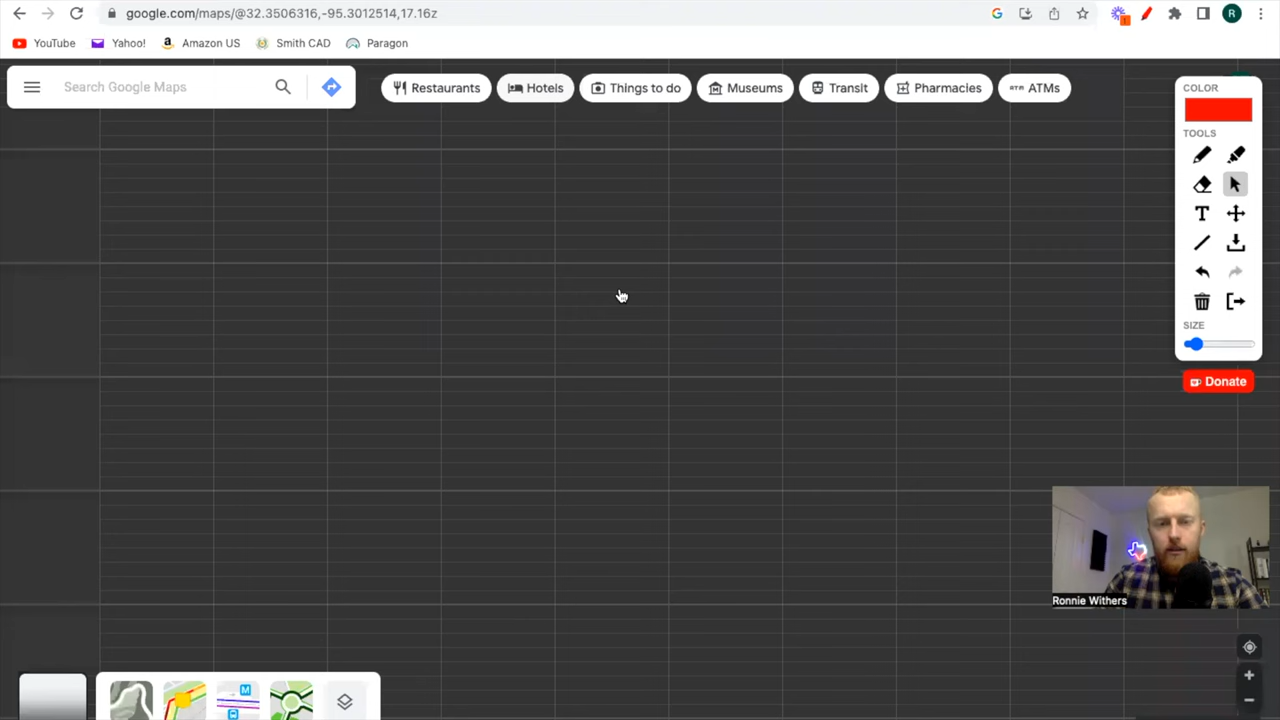 google.com/maps/@32.3506316,-95.3012514,17.16z
R
YouTube
Yahoo!
Amazon US
Smith CAD
Paragon
Search Google Maps
Restaurants
Hotels
Things to do
Museums
Transit
Pharmacies
ATM
ATMs
COLOR
TOOLS
T
SIZE
Donate
Ronnie Withers
M